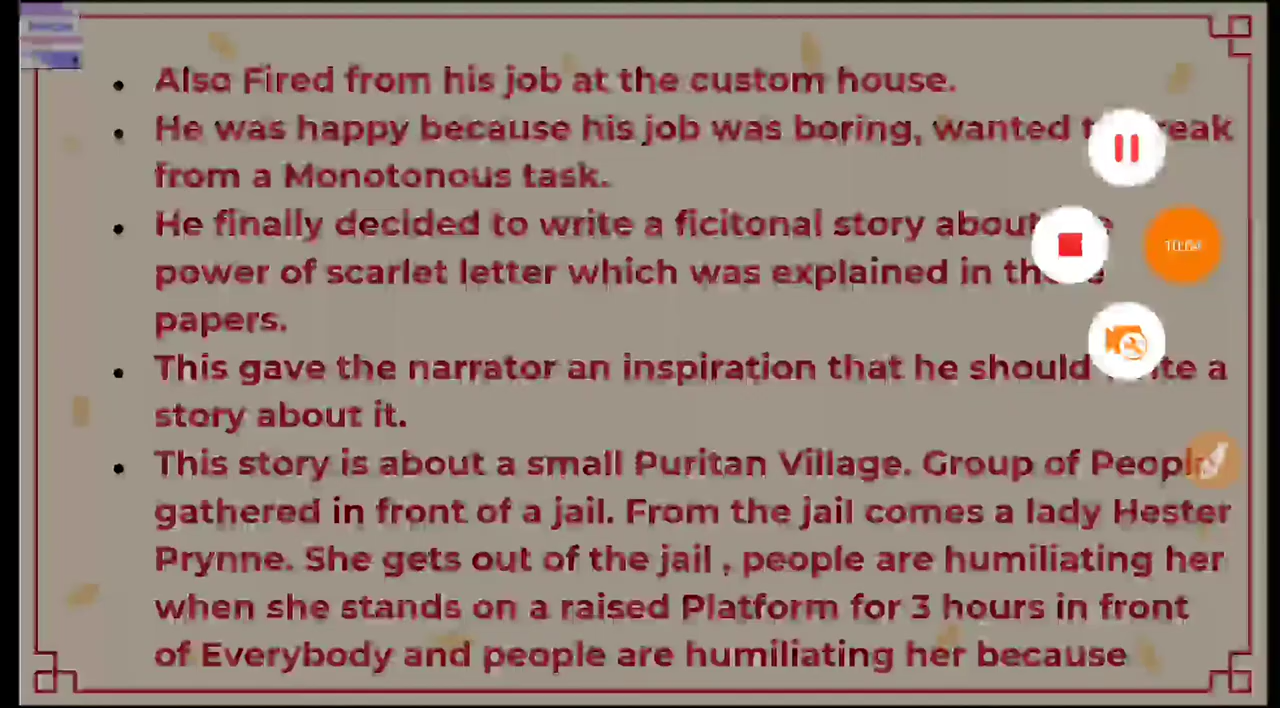 Also Fired from his job at the custom house.
He was happy because his job was boring, wanted
from a Monotonous task.
He finally decided to write a ficitonal story about
power of scarlet letter which was explained in
papers.
This gave the narrator an inspiration that he should a
story about it.
This story is about a small Puritan Village. Group of People
gathered in front of a jail. From the jail comes a lady Hester
Prynne. She gets out of the jail , people are humiliating her
when she stands on a raised Platform for 3 hours in front
of Everybody and people are humiliating her because